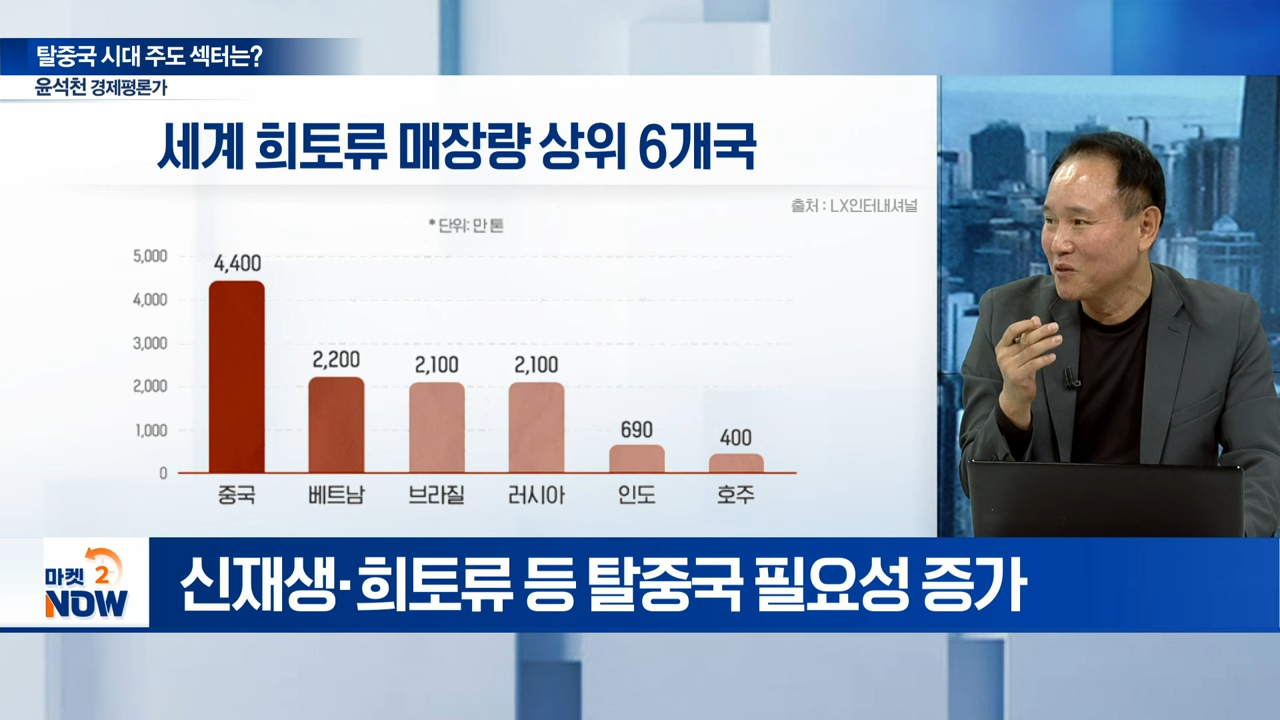 탈중국 시대 주도 섹터는?
윤석천 경제평론가
세계 희토류 매장량 상위 6개국
출처 : LX인터내셔널
* 단위: 만 톤
5,000
4,000
3,000
2,000
1,000
0
4,400
2,200
2,100
2,100
690
400
중국
베트남
브라질
러시아
인도
호주
마켓 2
NOW
신재생·희토류 등 탈중국 필요성 증가